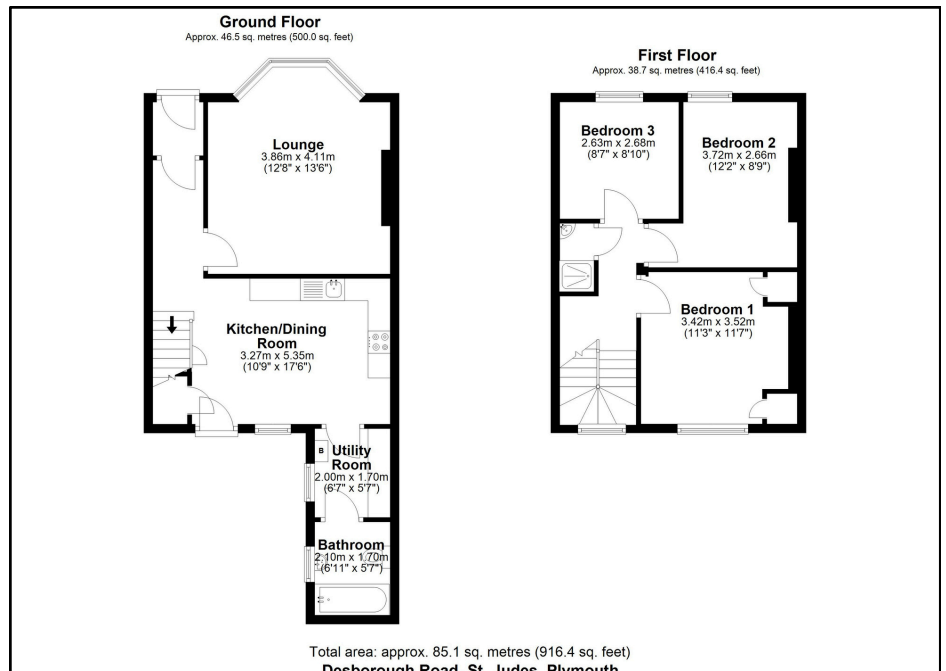 Ground Floor
Approx. 46.5 sq. metres (500.0 sq. feet)
Lounge
3.86m x 4.11m
(12'8" x 13'6")
Kitchen/Dining
Room
3.27m x 5.35m
(10'9" x 17'6")
B
Utility
Room
2.00m x 1.70m
(6'7" x 5'7")
Bathroom
2.10m x 1.70m
(6'11" x 5'7")
First Floor
Approx. 38.7 sq. metres (416.4 sq. feet)
Bedroom 3
2.63m x 2.68m
(8'7" x 8'10")
Bedroom 2
3.72m x 2.66m
(12'2" x 8'9")
Bedroom 1
3.42m x 3.52m
(11'3" x 11'7")
Total area: approx. 85.1 sq. metres (916.4 sq. feet)
Desborough Road, St. Judes, Plymouth